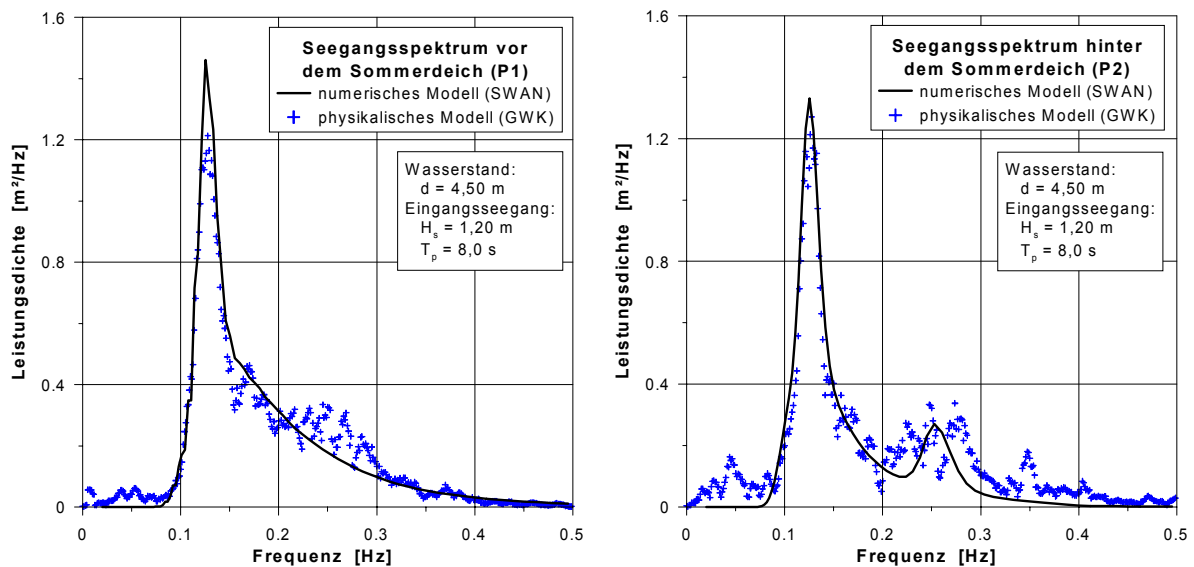 1.6
1.2
0.8
0.4
0
Leistungsdichte [m²/Hz]
Seegangsspektrum vor
dem Sommerdeich (P1)
numerisches Modell (SWAN)
physikalisches Modell (GWK)
Wasserstand:
d = 4,50 m
Eingangsseegang:
Hs = 1,20 m
Tp = 8,0 s
0 0.1 0.2 0.3 0.4 0.5
Frequenz [Hz]
1.6
1.2
0.8
0.4
0
Leistungsdichte [m²/Hz]
Seegangsspektrum hinter
dem Sommerdeich (P2)
numerisches Modell (SWAN)
physikalisches Modell (GWK)
Wasserstand:
d = 4,50 m
Eingangsseegang:
Hs = 1,20 m
Tp = 8,0 s
0 0.1 0.2 0.3 0.4 0.5
Frequenz [Hz]